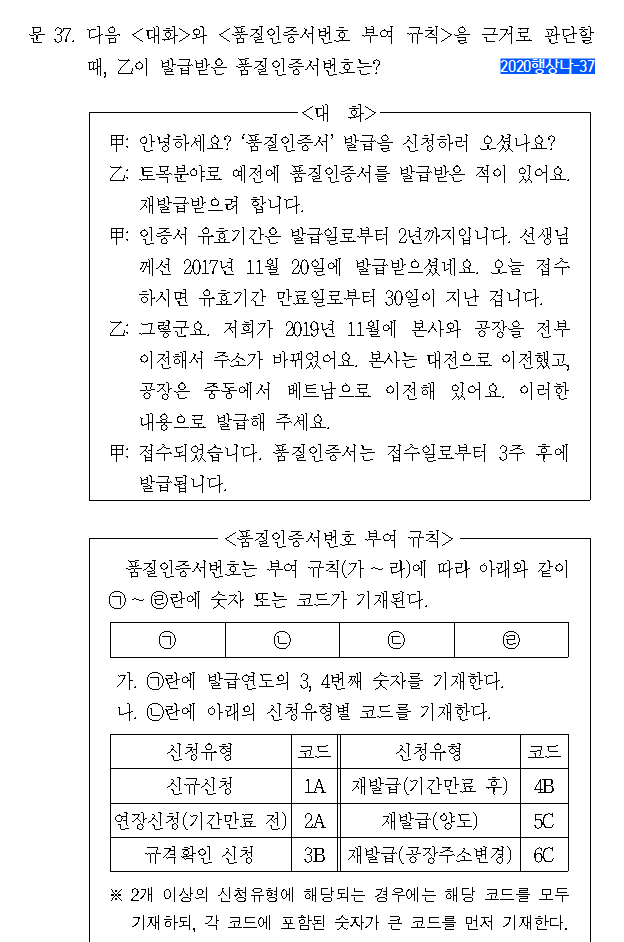 문 37. 다음 <대화>와 <품질인증서번호 부여 규칙>을 근거로 판단할
때, 乙이 발급받은 품질인증서번호는?
2020행상나-37
<대 화>
甲: 안녕하세요? ‘품질인증서’ 발급을 신청하러 오셨나요?
乙: 토목분야로 예전에 품질인증서를 발급받은 적이 있어요.
재발급받으려 합니다.
甲: 인증서 유효기간은 발급일로부터 2년까지입니다. 선생님
께선 2017년 11월 20일에 발급받으셨네요. 오늘 접수
하시면 유효기간 만료일로부터 30일이 지난 겁니다.
乙: 그렇군요. 저희가 2019년 11월에 본사와 공장을 전부
이전해서 주소가 바뀌었어요. 본사는 대전으로 이전했고,
공장은 중동에서 베트남으로 이전해 있어요. 이러한
내용으로 발급해 주세요.
甲: 접수되었습니다. 품질인증서는 접수일로부터 3주 후에
발급됩니다.
<품질인증서번호 부여 규칙>
품질인증서번호는 부여 규칙(가 ~ 라)에 따라 아래와 같이
㉠ ~ ㉣란에 숫자 또는 코드가 기재된다.
㉠ ㉡ ㉢ ㉣
가. ㉠란에 발급연도의 3, 4번째 숫자를 기재한다.
나. ㉡란에 아래의 신청유형별 코드를 기재한다.
신청유형 코드 신청유형 코드
신규신청 1A 재발급(기간만료 후) 4B
연장신청(기간만료 전) 2A 재발급(양도) 5C
규격확인 신청 3B 재발급(공장주소변경) 6C
※ 2개 이상의 신청유형에 해당되는 경우에는 해당 코드를 모두
기재하되, 각 코드에 포함된 숫자가 큰 코드를 먼저 기재한다.